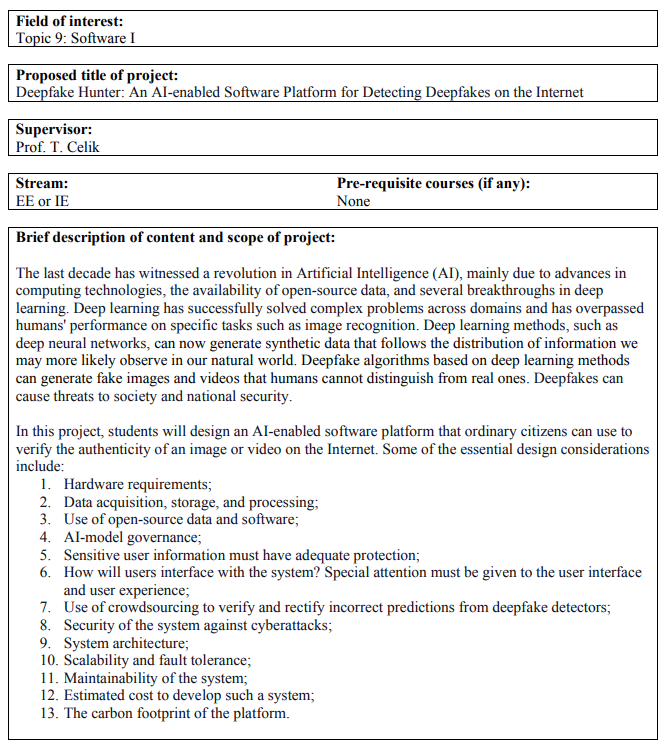 Field of interest:
Topic 9: Software I
Proposed title of project:
Deepfake Hunter: An AI-enabled Software Platform for Detecting Deepfakes on the Internet
Supervisor:
Prof. T. Celik
Stream: Pre-requisite courses (if any):
EE or IE None
Brief description of content and scope of project:
The last decade has witnessed a revolution in Artificial Intelligence (AI), mainly due to advances in
computing technologies, the availability of open-source data, and several breakthroughs in deep
learning. Deep learning has successfully solved complex problems across domains and has overpassed
humans' performance on specific tasks such as image recognition. Deep learning methods, such as
deep neural networks, can now generate synthetic data that follows the distribution of information we
may more likely observe in our natural world. Deepfake algorithms based on deep learning methods
can generate fake images and videos that humans cannot distinguish from real ones. Deepfakes can
cause threats to society and national security.
In this project, students will design an AI-enabled software platform that ordinary citizens can use to
verify the authenticity of an image or video on the Internet. Some of the essential design considerations
include:
1. Hardware requirements;
2. Data acquisition, storage, and processing;
3. Use of open-source data and software;
4. AI-model governance;
5. Sensitive user information must have adequate protection;
6. How will users interface with the system? Special attention must be given to the user interface
and user experience;
7. Use of crowdsourcing to verify and rectify incorrect predictions from deepfake detectors;
8. Security of the system against cyberattacks;
9. System architecture;
10. Scalability and fault tolerance;
11. Maintainability of the system;
12. Estimated cost to develop such a system;
13. The carbon footprint of the platform.